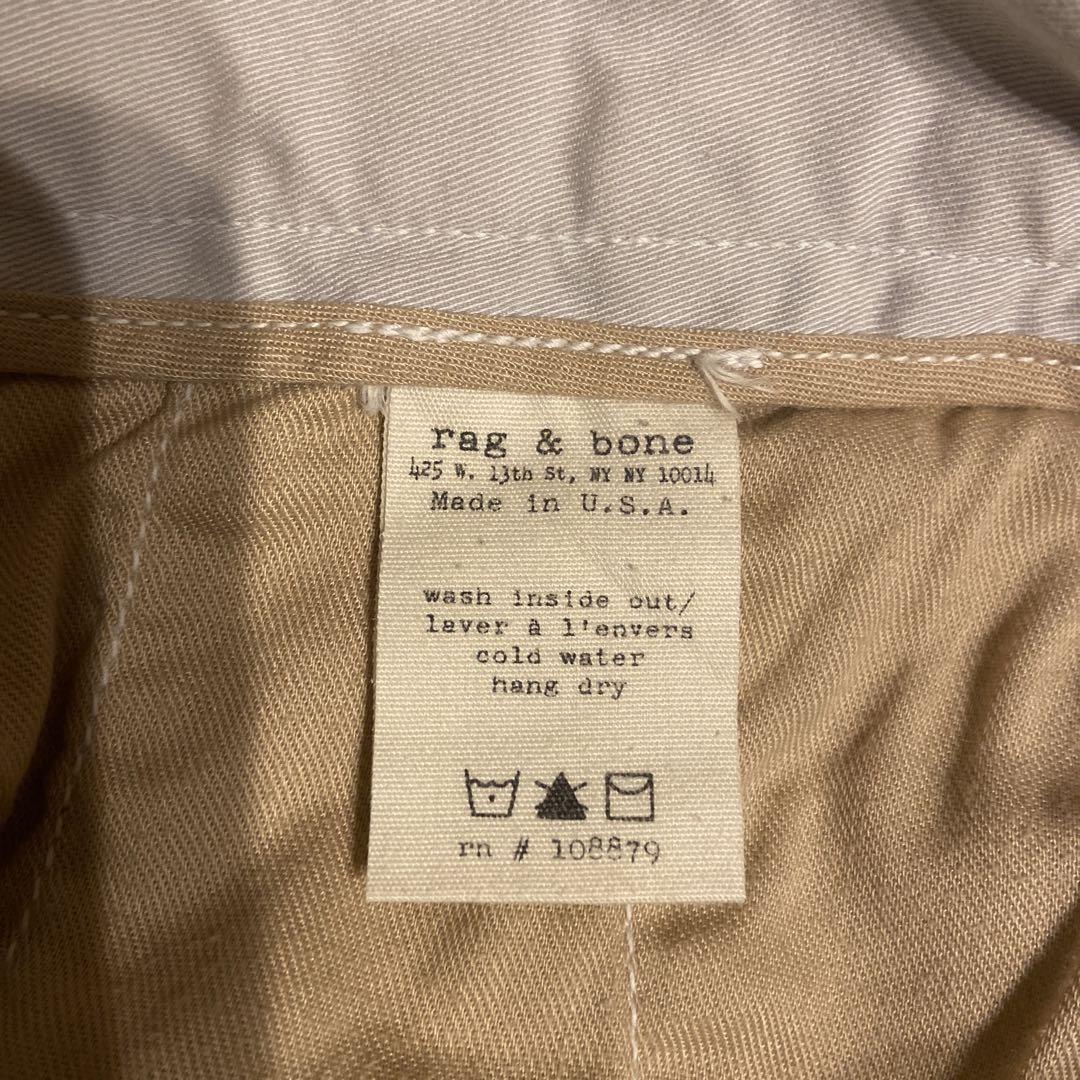 rag & bone
425 W. 13th St, NY NY 10014
Made in U.S.A.
wash inside out/
laver à l'envers
cold water
hang dry
rn # 108879